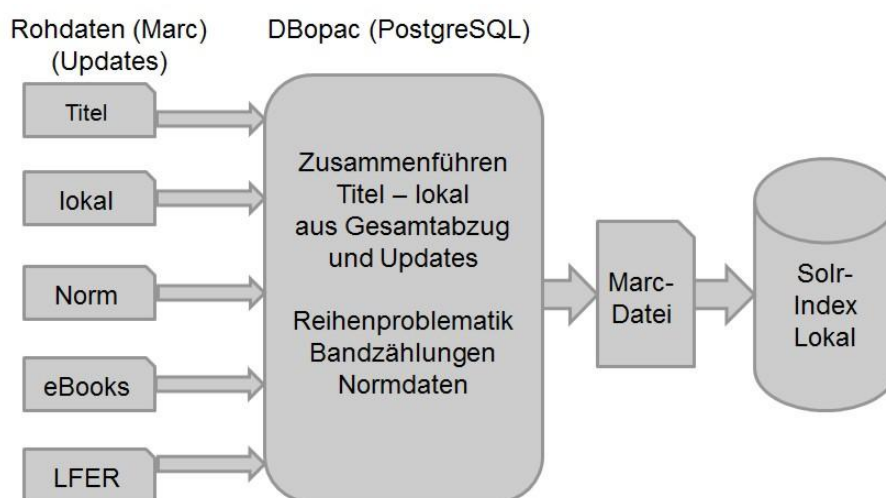 Rohdaten (Marc)
(Updates)
DBopac (PostgreSQL)
Titel
lokal
Norm
eBooks
LFER
Zusammenführen
Titel – lokal
aus Gesamtabzug
und Updates
Reihenproblematik
Bandzählungen
Normdaten
Marc-
Datei
Solr-
Index
Lokal